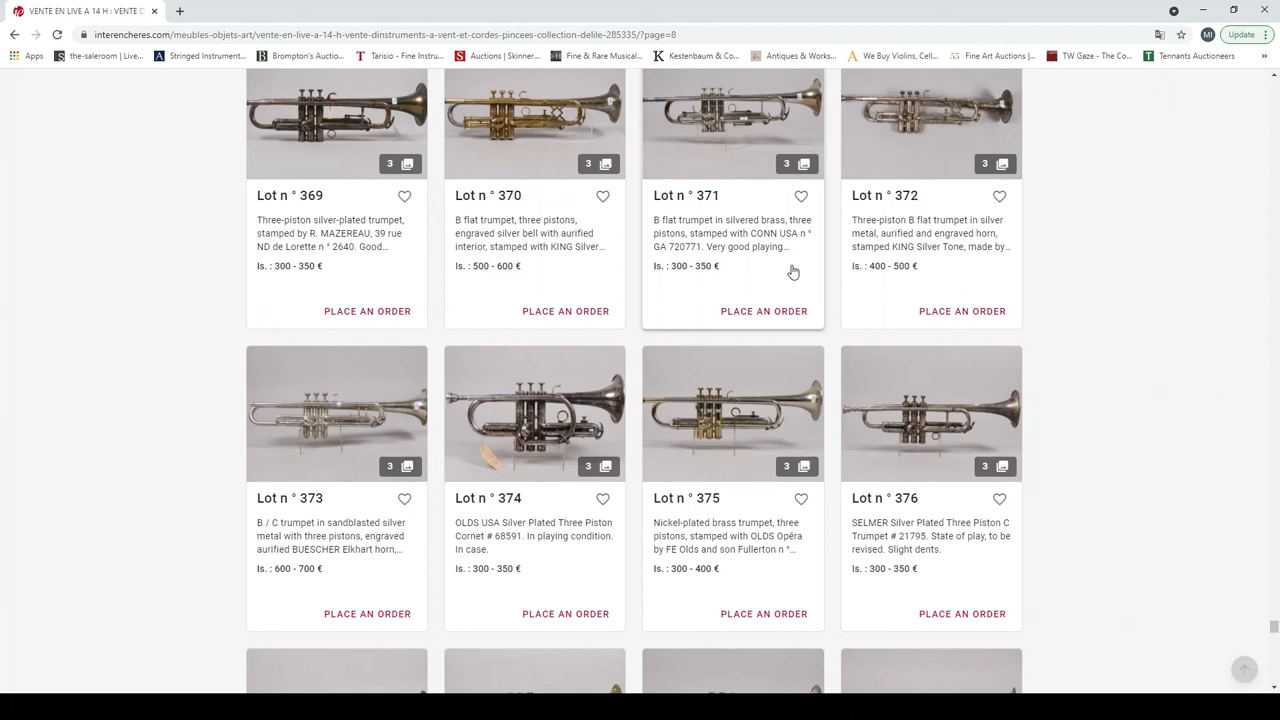 VENTE EN LIVE A 14 H : VENTE D
interencheres.com/meubles-objets-art/vente-en-live-a-14h-vente-dinstruments-a-vent-et-cordes-pincees-collection-delile-285335/?page=8
MI
Update
Apps
the-saleroom | Live...
Stringed Instrument...
Brompton's Auctio...
Tarisio - Fine Instru...
Auctions | Skinner...
Fine & Rare Musical...
Kestenbaum & Co...
Antiques & Works...
We Buy Violins, Cell...
Fine Art Auctions |...
TW Gaze - The Co...
Tennants Auctioneers
3
3
3
3
Lot n ° 369
Lot n ° 370
Lot n ° 371
Lot n ° 372
Three-piston silver-plated trumpet,
stamped by R. MAZEREAU, 39 rue
ND de Lorette n ° 2640. Good...
Is. : 300 - 350 €
PLACE AN ORDER
B flat trumpet, three pistons,
engraved silver bell with aurified
interior, stamped with KING Silver...
Is. : 500 - 600 €
PLACE AN ORDER
B flat trumpet in silvered brass, three
pistons, stamped with CONN USA n °
GA 720771. Very good playing...
Is. : 300 - 350 €
PLACE AN ORDER
Three-piston B flat trumpet in silver
metal, aurified and engraved horn,
stamped KING Silver Tone, made by...
Is. : 400 - 500 €
PLACE AN ORDER
3
3
3
3
Lot n ° 373
Lot n ° 374
Lot n ° 375
Lot n ° 376
B / C trumpet in sandblasted silver
metal with three pistons, engraved
aurified BUESCHER Elkhart horn,...
Is. : 600 - 700 €
PLACE AN ORDER
OLDS USA Silver Plated Three Piston
Cornet # 68591. In playing condition.
In case.
Is. : 300 - 350 €
PLACE AN ORDER
Nickel-plated brass trumpet, three
pistons, stamped with OLDS Opéra
by FE Olds and son Fullerton n °...
Is. : 300 - 400 €
PLACE AN ORDER
SELMER Silver Plated Three Piston C
Trumpet # 21795. State of play, to be
revised. Slight dents.
Is. : 300 - 350 €
PLACE AN ORDER